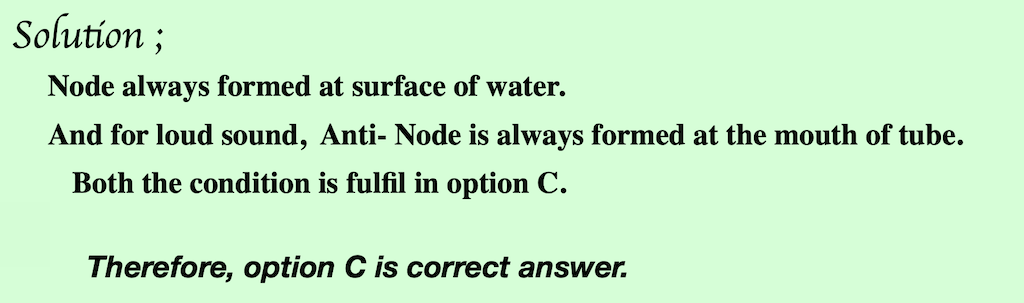 Solution ;
Node always formed at surface of water.
And for loud sound, Anti- Node is always formed at the mouth of tube.
Both the condition is fulfil in option C.
Therefore, option C is correct answer.